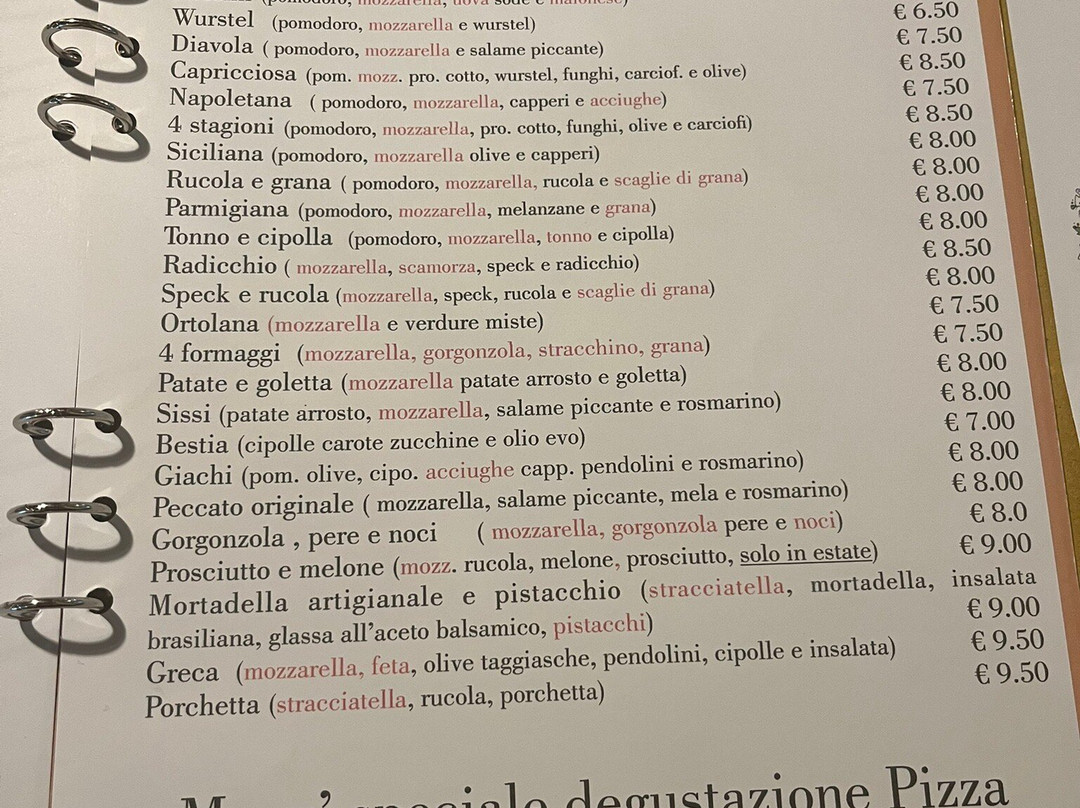 (pomodoro, mozzarella, uova sode e maionese)
Wurstel (pomodoro, mozzarella e wurstel) € 6.50
Diavola ( pomodoro, mozzarella e salame piccante) € 7.50
Capricciosa (pom. mozz. pro. cotto, wurstel, funghi, carciof. e olive) € 8.50
Napoletana ( pomodoro, mozzarella, capperi e acciughe) € 7.50
4 stagioni (pomodoro, mozzarella, pro. cotto, funghi, olive e carciofi) € 8.50
Siciliana (pomodoro, mozzarella olive e capperi) € 8.00
Rucola e grana ( pomodoro, mozzarella, rucola e scaglie di grana) € 8.00
Parmigiana (pomodoro, mozzarella, melanzane e grana) € 8.00
Tonno e cipolla (pomodoro, mozzarella, tonno e cipolla) € 8.00
Radicchio ( mozzarella, scamorza, speck e radicchio) € 8.50
Speck e rucola (mozzarella, speck, rucola e scaglie di grana) € 8.00
Ortolana (mozzarella e verdure miste) € 7.50
4 formaggi (mozzarella, gorgonzola, stracchino, grana) € 7.50
Patate e goletta (mozzarella patate arrosto e goletta) € 8.00
Sissi (patate arrosto, mozzarella, salame piccante e rosmarino) € 8.00
Bestia (cipolle carote zucchine e olio evo) € 7.00
Giachi (pom. olive, cipo. acciughe capp. pendolini e rosmarino) € 8.00
Peccato originale ( mozzarella, salame piccante, mela e rosmarino) € 8.00
Gorgonzola , pere e noci ( mozzarella, gorgonzola pere e noci) € 8.0
Prosciutto e melone (mozz. rucola, melone, prosciutto, solo in estate) € 9.00
Mortadella artigianale e pistacchio (stracciatella, mortadella, insalata
brasiliana, glassa all'aceto balsamico, pistacchi) € 9.00
Greca (mozzarella, feta, olive taggiasche, pendolini, cipolle e insalata) € 9.50
Porchetta (stracciatella, rucola, porchetta) € 9.50
speciale degustazione Pizza